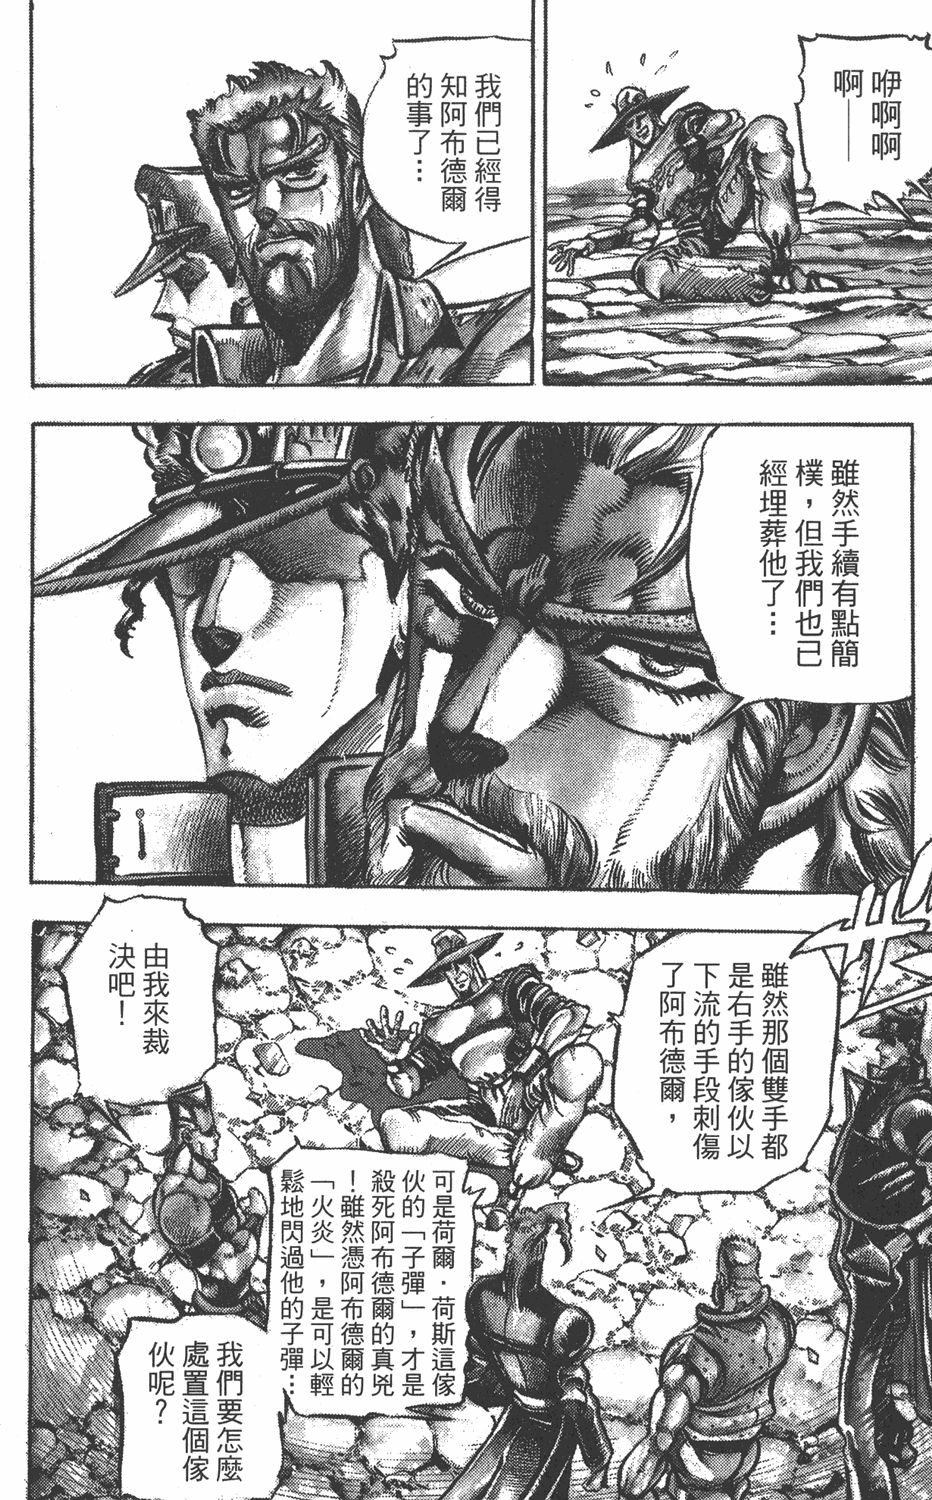 咿啊啊
啊——
我們已經得
知阿布德爾
的事了…
雖然手續有點簡
樸，但我們也已
經埋葬他了…
雖然那個雙手都
是右手的傢伙以
下流的手段刺傷
了阿布德爾，
可是荷爾．荷斯這傢
伙的「子彈」，才是
殺死阿布德爾的真兇
！雖然憑阿布德爾的
「火炎」，是可以輕
鬆地閃過他的子彈…
由我來裁
決吧！
我們要怎麼
處置這個傢
伙呢？